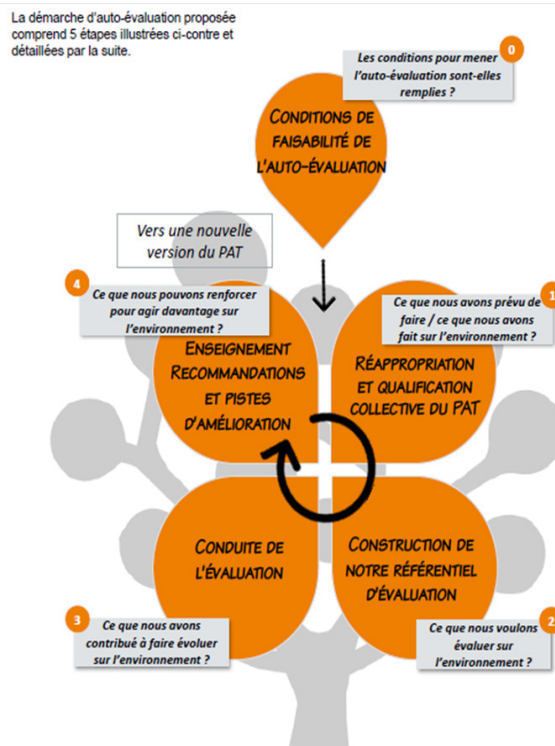 La démarche d'auto-évaluation proposée
comprend 5 étapes illustrées ci-contre et
détaillées par la suite.
0
Les conditions pour mener
l'auto-évaluation sont-elles
remplies ?
CONDITIONS DE
FAISABILITÉ DE
L'AUTO-ÉVALUATION
Vers une nouvelle
version du PAT
4
Ce que nous pouvons renforcer
pour agir davantage sur
l'environnement ?
ENSEIGNEMENT
RECOMMANDATIONS
ET PISTES
D'AMÉLIORATION
1
Ce que nous avons prévu de
faire / ce que nous avons
fait sur l'environnement ?
RÉAPPROPRIATION
ET QUALIFICATION
COLLECTIVE DU PAT
CONDUITE DE
L'ÉVALUATION
3
Ce que nous avons
contribué à faire évoluer
sur l'environnement ?
CONSTRUCTION DE
NOTRE RÉFÉRENTIEL
D'ÉVALUATION
2
Ce que nous voulons
évaluer sur
l'environnement ?